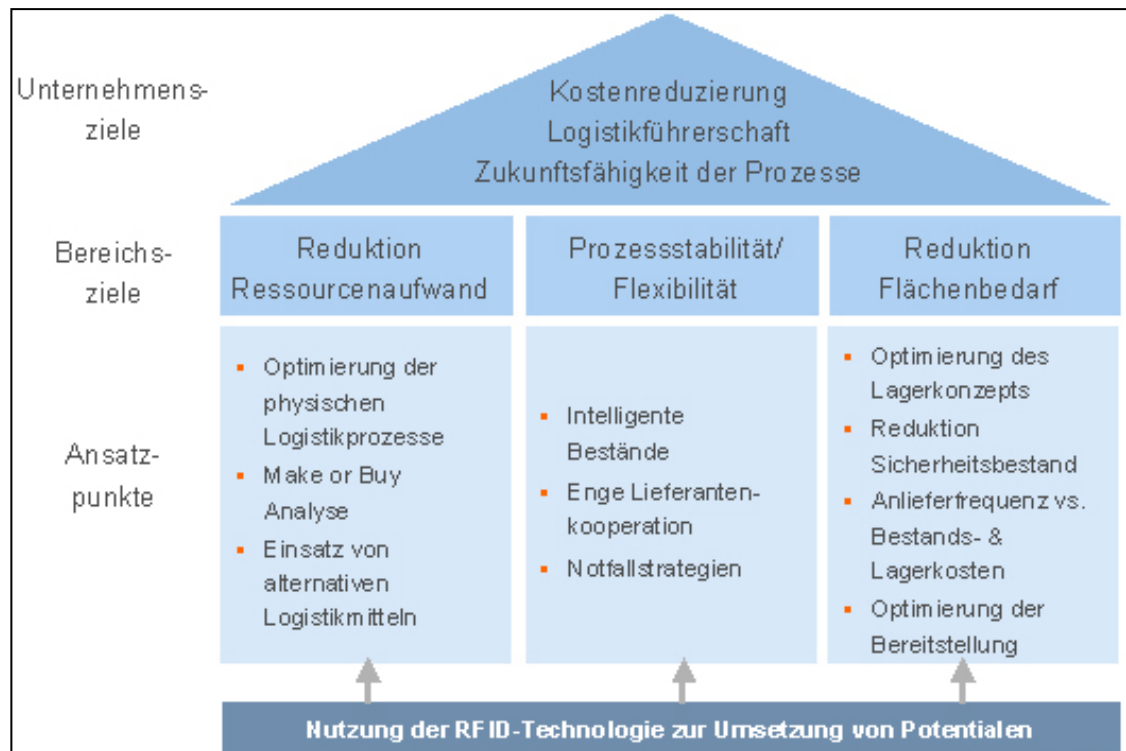 Unternehmens-
ziele
Kostenreduzierung
Logistikführerschaft
Zukunftsfähigkeit der Prozesse
Bereichs-
ziele
Reduktion
Ressourcenaufwand
Prozessstabilität/
Flexibilität
Reduktion
Flächenbedarf
Ansatz-
punkte
▪ Optimierung der
physischen
Logistikprozesse
▪ Make or Buy
Analyse
▪ Einsatz von
alternativen
Logistikmitteln
▪ Intelligente
Bestände
▪ Enge Lieferanten-
kooperation
▪ Notfallstrategien
▪ Optimierung des
Lagerkonzepts
▪ Reduktion
Sicherheitsbestand
▪ Anlieferfrequenz vs.
Bestands- &
Lagerkosten
▪ Optimierung der
Bereitstellung
Nutzung der RFID-Technologie zur Umsetzung von Potentialen